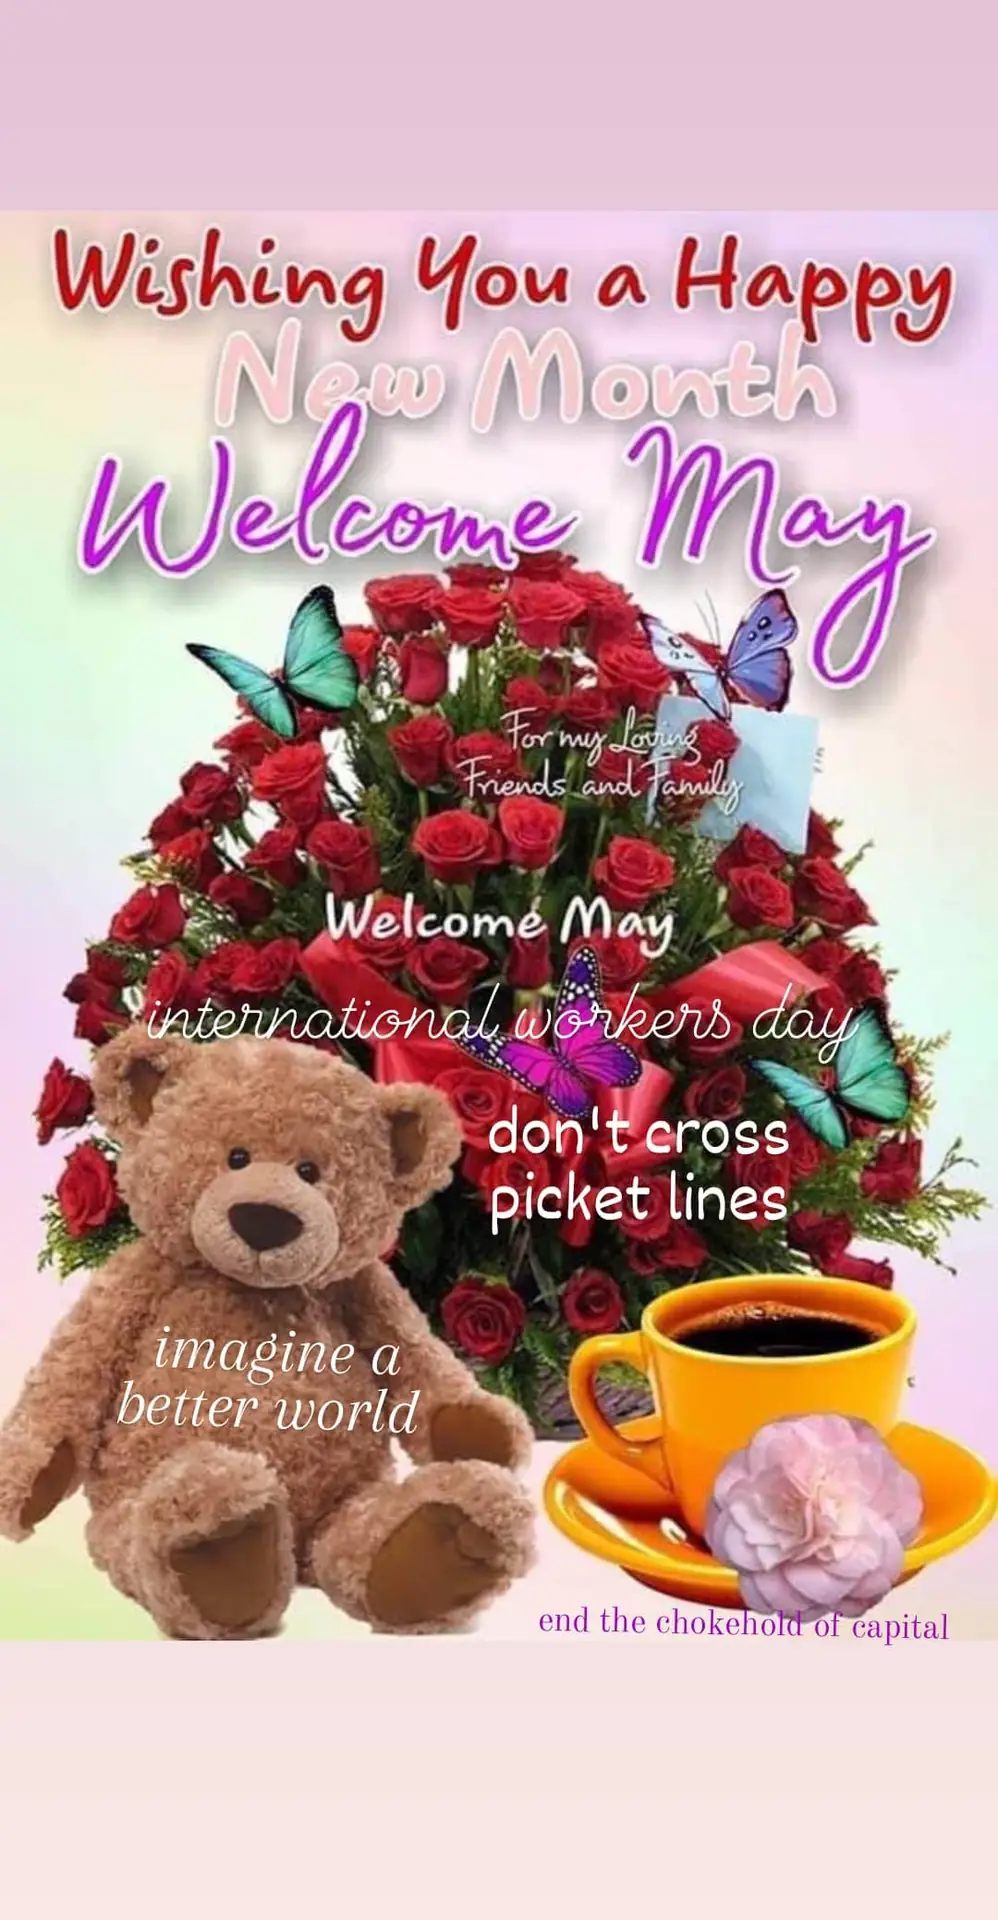 Wishing You a Happy
New Month
Welcome May
For my Loving
Friends and Family
Welcome May
international workers day
don't cross
picket lines
imagine a
better world
end the chokehold of capital